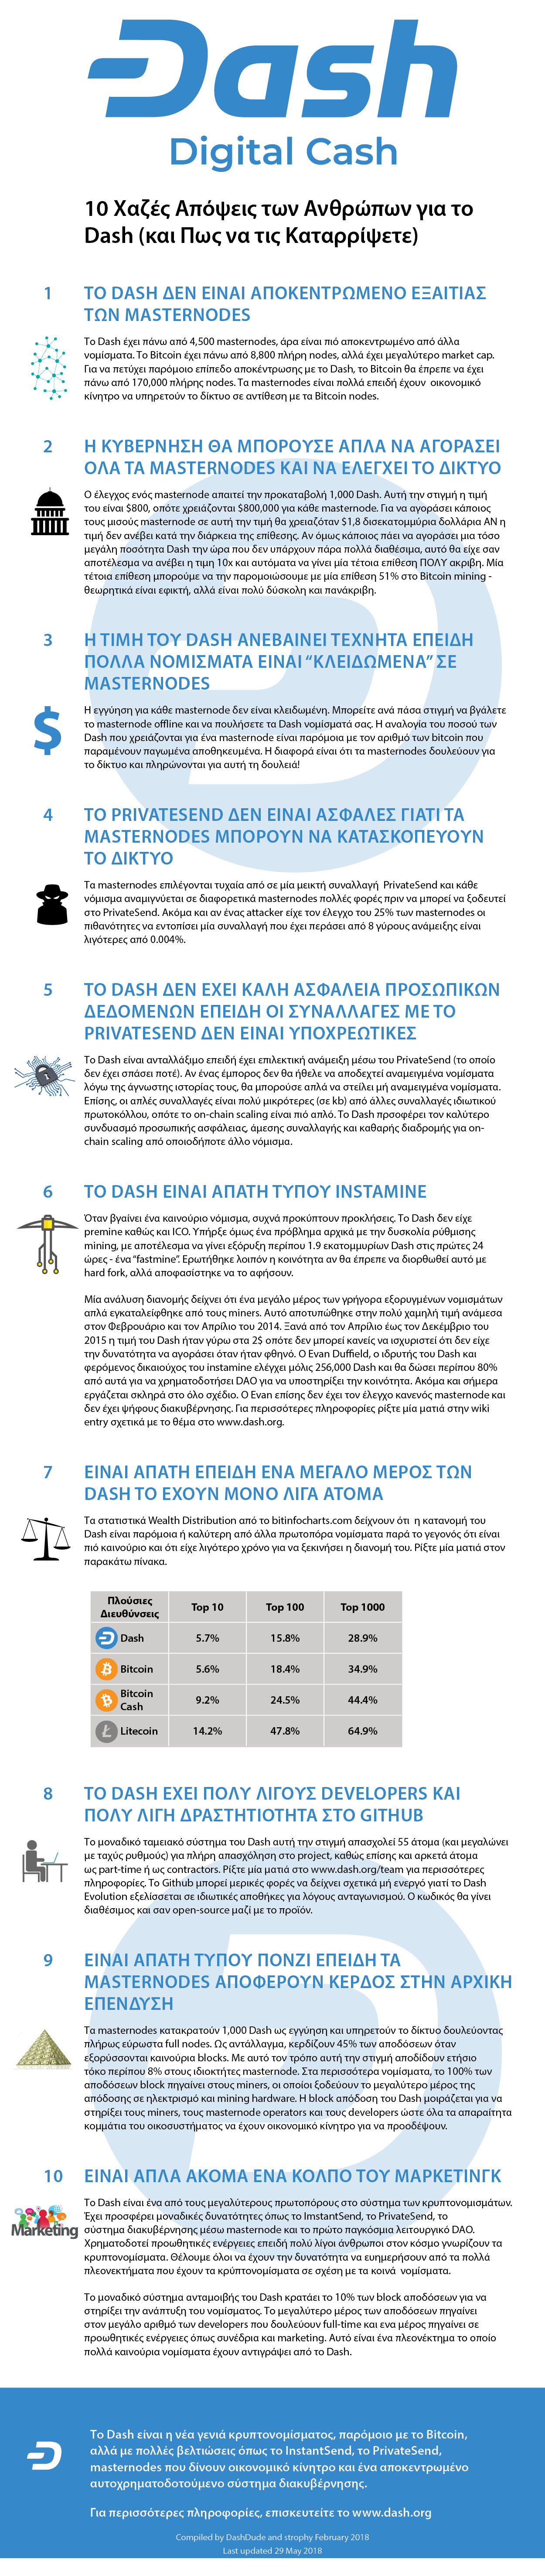 Dash
Digital Cash
10 Χαζές Απόψεις των Ανθρώπων για το
Dash (και Πως να τις Καταρρίψετε)
1
ΤΟ DASH ΔΕΝ ΕΙΝΑΙ ΑΠΟΚΕΝΤΡΩΜΕΝΟ ΕΞΑΙΤΙΑΣ
ΤΩΝ MASTERNODES
Το Dash έχει πάνω από 4,500 masternodes, άρα είναι πιό αποκεντρωμένο από άλλα
νομίσματα. Το Bitcoin έχει πάνω από 8,800 πλήρη nodes, αλλά έχει μεγαλύτερο market cap.
Για να πετύχει παρόμοιο επίπεδο αποκέντρωσης με το Dash, το Bitcoin θα έπρεπε να έχει
πάνω από 170,000 πλήρης nodes. Τα masternodes είναι πολλά επειδή έχουν οικονομικό
κίνητρο να υπηρετούν το δίκτυο σε αντίθεση με τα Bitcoin nodes.
2
Η ΚΥΒΕΡΝΗΣΗ ΘΑ ΜΠΟΡΟΥΣΕ ΑΠΛΑ ΝΑ ΑΓΟΡΑΣΕΙ
ΟΛΑ ΤΑ MASTERNODES ΚΑΙ ΝΑ ΕΛΕΓΧΕΙ ΤΟ ΔΙΚΤΥΟ
Ο έλεγχος ενός masternode απαιτεί την προκαταβολή 1,000 Dash. Αυτή την στιγμή η τιμή
του είναι $800, οπότε χρειάζονται $800,000 για κάθε masternode. Για να αγοράσει κάποιος
τους μισούς masternode σε αυτή την τιμή θα χρειαζόταν $1,8 δισεκατομμύρια δολλάρια ΑΝ η
τιμή δεν ανέβει κατά την διάρκεια της επίθεσης. Αν όμως κάποιος πάει να αγοράσει μια τόσο
μεγάλη ποσότητα Dash την ώρα που δεν υπάρχουν πάρα πολλά διαθέσιμα, αυτό θα είχε σαν
αποτέλεσμα να ανέβει η τιμή 10x και αυτόματα να γίνει μία τέτοια επίθεση ΠΟΛΥ ακριβη. Μία
τέτοια επίθεση μπορούμε να την παρομοιώσουμε με μία επίθεση 51% στο Bitcoin mining -
θεωρητικά είναι εφικτή, αλλά είναι πολύ δύσκολη και πανάκριβη.
3
Η ΤΙΜΗ ΤΟΥ DASH ΑΝΕΒΑΙΝΕΙ ΤΕΧΝΗΤΑ ΕΠΕΙΔΗ
ΠΟΛΛΑ ΝΟΜΙΣΜΑΤΑ ΕΙΝΑΙ “ΚΛΕΙΔΩΜΕΝΑ” ΣΕ
MASTERNODES
Η εγγύηση για κάθε masternode δεν είναι κλειδωμένη. Μπορείτε ανά πάσα στιγμή να βγάλετε
το masternode offline και να πουλήσετε τα Dash νομίσματά σας. Η αναλογία του ποσού των
Dash που χρειάζονται για ένα masternode είναι παρόμοια με τον αριθμό των bitcoin που
παραμένουν παγωμένα αποθηκευμένα. Η διαφορά είναι ότι τα masternodes δουλεύουν για
το δίκτυο και πληρώνονται για αυτή τη δουλειά!
4
ΤΟ PRIVATESEND ΔΕΝ ΕΙΝΑΙ ΑΣΦΑΛΕΣ ΓΙΑΤΙ ΤΑ
MASTERNODES ΜΠΟΡΟΥΝ ΝΑ ΚΑΤΑΣΚΟΠΕΥΟΥΝ
ΤΟ ΔΙΚΤΥΟ
Τα masternodes επιλέγονται τυχαία από σε μία μεικτή συναλλαγή PrivateSend και κάθε
νόμισμα αναμιγνύεται σε διαφορετικά masternodes πολλές φορές πριν να μπορεί να ξοδευτεί
στο PrivateSend. Ακόμα και αν ένας attacker είχε τον έλεγχο του 25% των masternodes οι
πιθανότητες να εντοπίσει μία συναλλαγή που έχει περάσει από 8 γύρους ανάμειξης είναι
λιγότερες από 0.004%.
5
ΤΟ DASH ΔΕΝ ΕΧΕΙ ΚΑΛΗ ΑΣΦΑΛΕΙΑ ΠΡΟΣΩΠΙΚΩΝ
ΔΕΔΟΜΕΝΩΝ ΕΠΕΙΔΗ ΟΙ ΣΥΝΑΛΛΑΓΕΣ ΜΕ ΤΟ
PRIVATESEND ΔΕΝ ΕΙΝΑΙ ΥΠΟΧΡΕΩΤΙΚΕΣ
Το Dash είναι ανταλλάξιμο επειδή έχει επιλεκτική ανάμειξη μέσω του PrivateSend (το οποίο
δεν έχει σπάσει ποτέ). Αν ένας έμπορος δεν θα ήθελε να αποδεχτεί αναμειγμένα νομίσματα
λόγω της άγνωστης ιστορίας τους, θα μπορούσε απλά να στείλει μή αναμειγμένα νομίσματα.
Επίσης, οι απλές συναλλαγές είναι πολύ μικρότερες (σε kb) από άλλες συναλλαγές ιδιωτικού
πρωτοκόλλου, οπότε το on-chain scaling είναι πιό απλό. Το Dash προσφέρει τον καλύτερο
συνδυασμό προσωπικής ασφάλειας, άμεσης συναλλαγής και καθαρής διαδρομής για on-
chain scaling από οποιοδήποτε άλλο νόμισμα.
6
ΤΟ DASH ΕΙΝΑΙ ΑΠΑΤΗ ΤΥΠΟΥ INSTAMINE
Όταν βγαίνει ένα καινούριο νόμισμα, συχνά προκύπτουν προκλήσεις. Το Dash δεν είχε
premine καθώς και ICO. Υπήρξε όμως ένα πρόβλημα αρχικά με την δυσκολία ρύθμισης
mining, με αποτέλεσμα να γίνει εξόρυξη περίπου 1.9 εκατομμυρίων Dash στις πρώτες 24
ώρες - ένα “fastmine”. Ερωτήθηκε λοιπόν η κοινότητα αν θα έπρεπε να διορθωθεί αυτό με
hard fork, αλλά αποφασίστηκε να το αφήσουν.
Μία ανάλυση διανομής δείχνει ότι ένα μεγάλο μέρος των γρήγορα εξορυγμένων νομισμάτων
απλά εγκαταλείφθηκε από τους miners. Αυτό αποτυπώθηκε στην πολύ χαμηλή τιμή ανάμεσα
στον Φεβρουάριο και τον Απρίλιο του 2014. Ξανά από τον Απρίλιο έως τον Δεκέμβριο του
2015 η τιμή του Dash ήταν γύρω στα 2$ οπότε δεν μπορεί κανείς να ισχυριστεί ότι δεν είχε
την δυνατότητα να αγοράσει όταν ήταν φθηνό. Ο Evan Duffield, ο ιδρυτής του Dash και
φερόμενος δικαιούχος του instamine ελέγχει μόλις 256,000 Dash και θα δώσει περίπου 80%
από αυτά για να χρηματοδοτήσει DAO για να υποστηρίξει την κοινότητα. Ακόμα και σήμερα
εργάζεται σκληρά στο όλο σχέδιο. Ο Evan επίσης δεν έχει τον έλεγχο κανενός masternode και
δεν έχει ψήφους διακυβέρνησης. Για περισσότερες πληροφορίες ρίξτε μία ματιά στην wiki
entry σχετικά με το θέμα στο www.dash.org.
7
ΕΙΝΑΙ ΑΠΑΤΗ ΕΠΕΙΔΗ ΕΝΑ ΜΕΓΑΛΟ ΜΕΡΟΣ ΤΩΝ
DASH ΤΟ ΕΧΟΥΝ ΜΟΝΟ ΛΙΓΑ ΑΤΟΜΑ
Τα στατιστικά Wealth Distribution από το bitinfocharts.com δείχνουν ότι η κατανομή του
Dash είναι παρόμοια ή καλύτερη από άλλα πρωτοπόρα νομίσματα παρά το γεγονός ότι είναι
πιό καινούριο και ότι είχε λιγότερο χρόνο για να ξεκινήσει η διανομή του. Ρίξτε μία ματιά στον
παρακάτω πίνακα.
Πλούσιες
Διευθύνσεις Top 10 Top 100 Top 1000
Dash 5.7% 15.8% 28.9%
Bitcoin 5.6% 18.4% 34.9%
Bitcoin
Cash 9.2% 24.5% 44.4%
Litecoin 14.2% 47.8% 64.9%
8
ΤΟ DASH ΕΧΕΙ ΠΟΛΥ ΛΙΓΟΥΣ DEVELOPERS ΚΑΙ
ΠΟΛΥ ΛΙΓΗ ΔΡΑΣΤΗΤΙΟΤΗΤΑ ΣΤΟ GITHUB
Το μοναδικό ταμειακό σύστημα του Dash αυτή την στιγμή απασχολεί 55 άτομα (και μεγαλώνει
με ταχύς ρυθμούς) για πλήρη απασχόληση στο project, καθώς επίσης και αρκετά άτομα
ως part-time ή ως contractors. Ρίξτε μία ματιά στο www.dash.org/team για περισσότερες
πληροφορίες. Το Github μπορεί μερικές φορές να δείχνει σχετικά μή ενεργό γιατί το Dash
Evolution εξελίσσεται σε ιδιωτικές αποθήκες για λόγους ανταγωνισμού. Ο κωδικός θα γίνει
διαθέσιμος και σαν open-source μαζί με το προϊόν.
9
ΕΙΝΑΙ ΑΠΑΤΗ ΤΥΠΟΥ ΠΟΝΖΙ ΕΠΕΙΔΗ ΤΑ
MASTERNODES ΑΠΟΦΕΡΟΥΝ ΚΕΡΔΟΣ ΣΤΗΝ ΑΡΧΙΚΗ
ΕΠΕΝΔΥΣΗ
Τα masternodes κατακρατούν 1,000 Dash ως εγγύηση και υπηρετούν το δίκτυο δουλεύοντας
πλήρως εύρωστα full nodes. Ως αντάλλαγμα, κερδίζουν 45% των αποδόσεων όταν
εξορύσσονται καινούρια blocks. Με αυτό τον τρόπο αυτή την στιγμή αποδίδουν ετήσιο
τόκο περίπου 8% στους ιδιοκτήτες masternode. Στα περισσότερα νομίσματα, το 100% των
αποδόσεων block πηγαίνει στους miners, οι οποίοι ξοδεύουν το μεγαλύτερο μέρος της
απόδοσης σε ηλεκτρισμό και mining hardware. Η block απόδοση του Dash μοιράζεται για να
στηρίξει τους miners, τους masternode operators και τους developers ώστε όλα τα απαραίτητα
κομμάτια του οικοσυστήματος να έχουν οικονομικό κίνητρο για να προοδέψουν.
10
ΕΙΝΑΙ ΑΠΛΑ ΑΚΟΜΑ ΕΝΑ ΚΟΛΠΟ ΤΟΥ ΜΑΡΚΕΤΙΝΓΚ
Marketing
Το Dash είναι ένα από τους μεγαλύτερους πρωτοπόρους στο σύστημα των κρυπτονομισμάτων.
Έχει προσφέρει μοναδικές δυνατότητες όπως το InstantSend, το PrivateSend, το
σύστημα διακυβέρνησης μέσω masternode και το πρώτο παγκόσμια λειτουργικό DAO.
Χρηματοδοτεί προωθητικές ενέργειες επειδή πολύ λίγοι άνθρωποι στον κόσμο γνωρίζουν τα
κρυπτονομίσματα. Θέλουμε όλοι να έχουν την δυνατότητα να ευημερήσουν από τα πολλά
πλεονεκτήματα που έχουν τα κρύπτονομίσματα σε σχέση με τα κοινά νομίσματα.
Το μοναδικό σύστημα ανταμοιβής του Dash κρατάει το 10% των block αποδόσεων για να
στηρίξει την ανάπτυξη του νομίσματος. Το μεγαλύτερο μέρος των αποδόσεων πηγαίνει
στον μεγάλο αριθμό των developers που δουλεύουν full-time και ενα μέρος πηγαίνει σε
προωθητικές ενέργειες όπως συνέδρια και marketing. Αυτό είναι ένα πλεονέκτημα το οποίο
πολλά καινούρια νομίσματα έχουν αντιγράψει από το Dash.
Το Dash είναι η νέα γενιά κρυπτονομίσματος, παρόμοιο με το Bitcoin,
αλλά με πολλές βελτιώσεις όπως το InstantSend, το PrivateSend,
masternodes που δίνουν οικονομικό κίνητρο και ένα αποκεντρωμένο
αυτοχρηματοδοτούμενο σύστημα διακυβέρνησης.
Για περισσότερες πληροφορίες, επισκευτείτε το www.dash.org
Compiled by DashDude and strophy February 2018
Last updated 29 May 2018